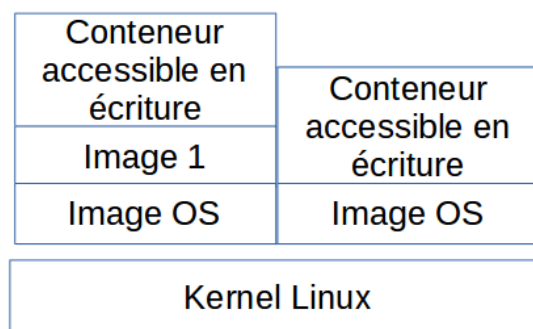 Conteneur
accessible en
écriture
Image 1
Image OS
Conteneur
accessible en
écriture
Image OS
Kernel Linux